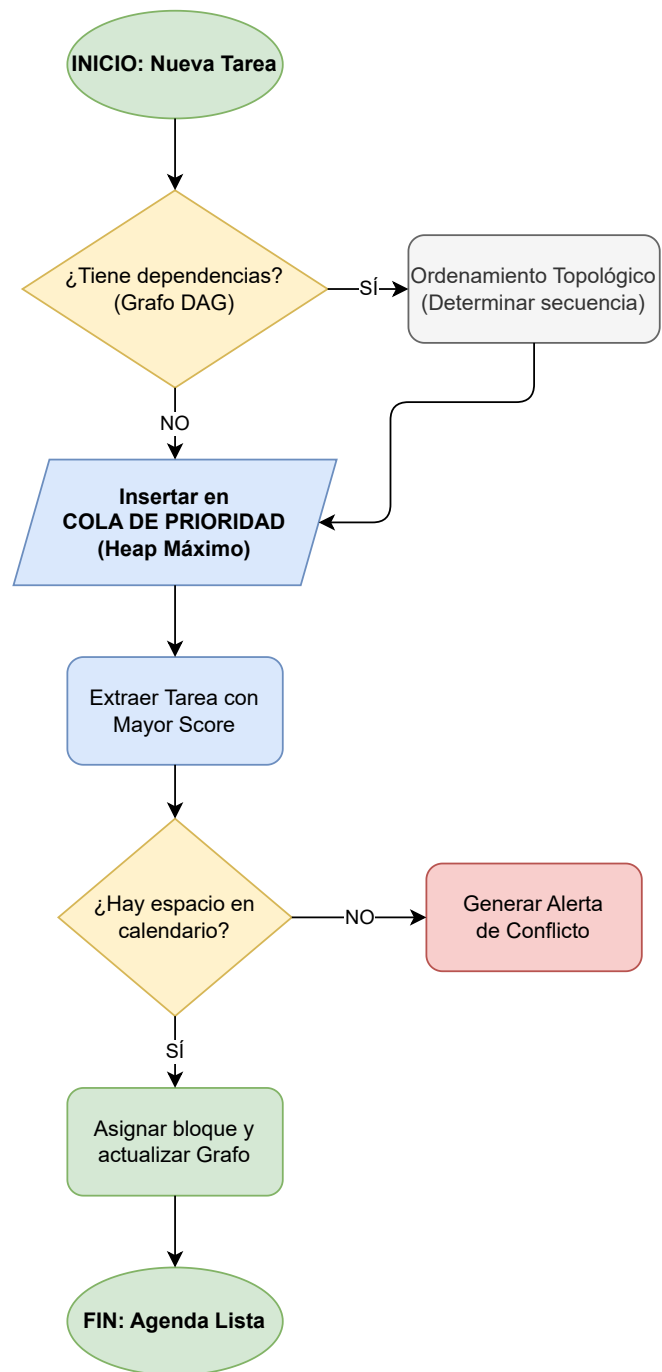 INICIO: Nueva Tarea
¿Tiene dependencias?
(Grafo DAG)
SÍ
Ordenamiento Topológico
(Determinar secuencia)
NO
Insertar en
COLA DE PRIORIDAD
(Heap Máximo)
Extraer Tarea con
Mayor Score
¿Hay espacio en
calendario?
NO
Generar Alerta
de Conflicto
SÍ
Asignar bloque y
actualizar Grafo
FIN: Agenda Lista